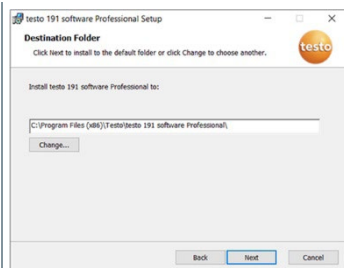 testo 191 software Professional Setup
Destination Folder
Click Next to install to the default folder or click Change to choose another.
testo
Install testo 191 software Professional to:
C:\Program Files (x86)\Testo\testo 191 software Professional\
Change...
Back Next Cancel